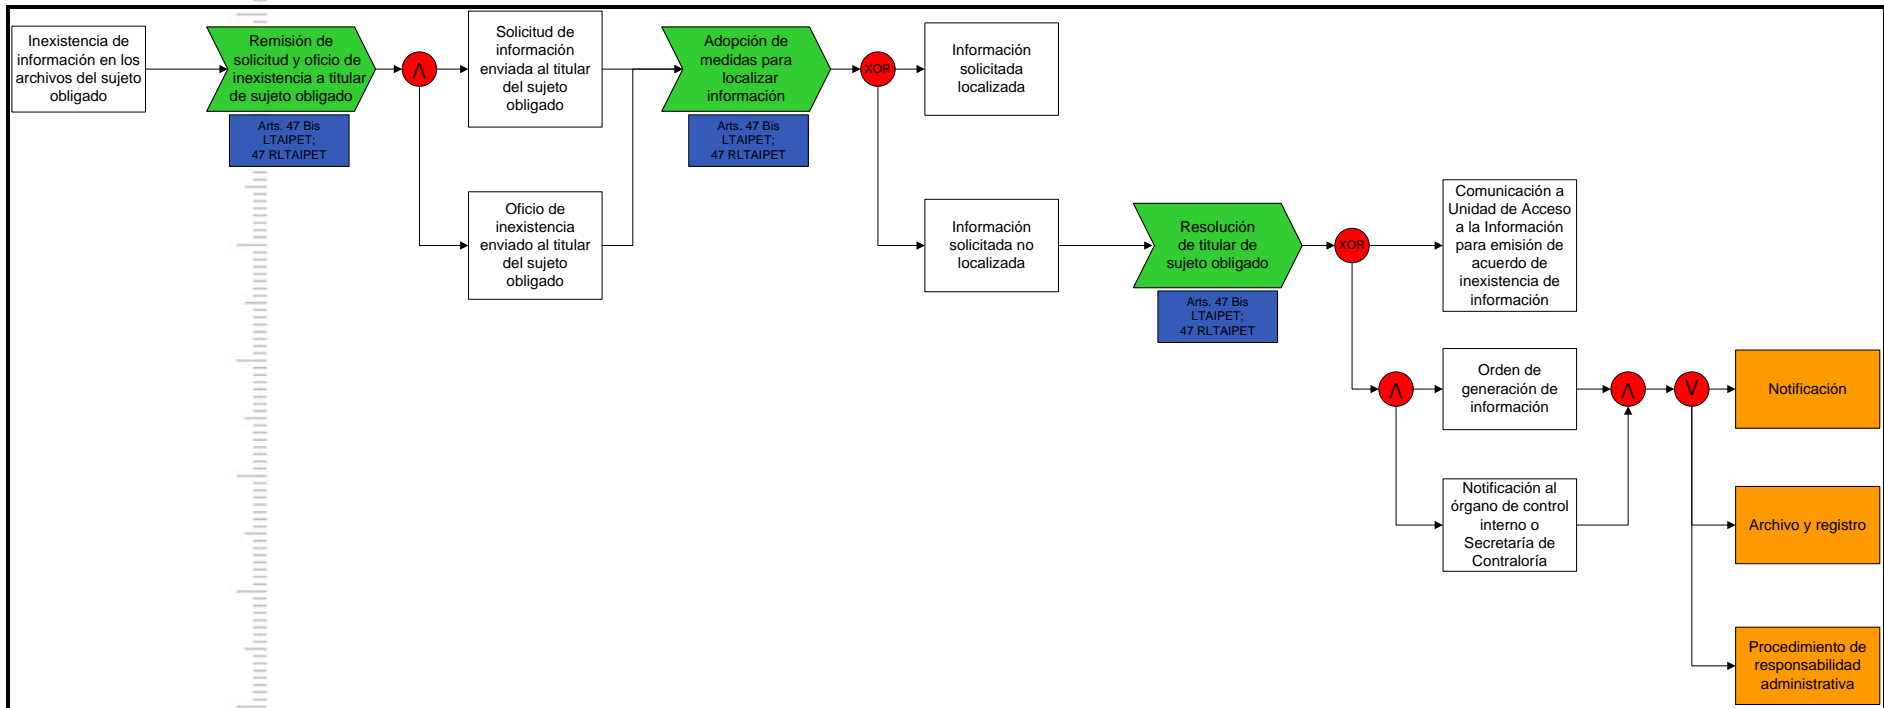 Inexistencia de
información en los
archivos del sujeto
obligado
Remisión de
solicitud y oficio de
inexistencia a titular
de sujeto obligado
Arts. 47 Bis
LTAIPET;
47 RLTAIPET
Λ
Solicitud de
información
enviada al titular
del sujeto
obligado
Oficio de
inexistencia
enviado al titular
del sujeto
obligado
Adopción de
medidas para
localizar
información
Arts. 47 Bis
LTAIPET;
47 RLTAIPET
XOR
Información
solicitada
localizada
Información
solicitada no
localizada
Resolución
de titular de
sujeto obligado
Arts. 47 Bis
LTAIPET;
47 RLTAIPET
XOR
Comunicación a
Unidad de Acceso
a la Información
para emisión de
acuerdo de
inexistencia de
información
Λ
Orden de
generación de
información
Notificación al
órgano de control
interno o
Secretaría de
Contraloría
Λ
V
Notificación
Archivo y registro
Procedimiento de
responsabilidad
administrativa